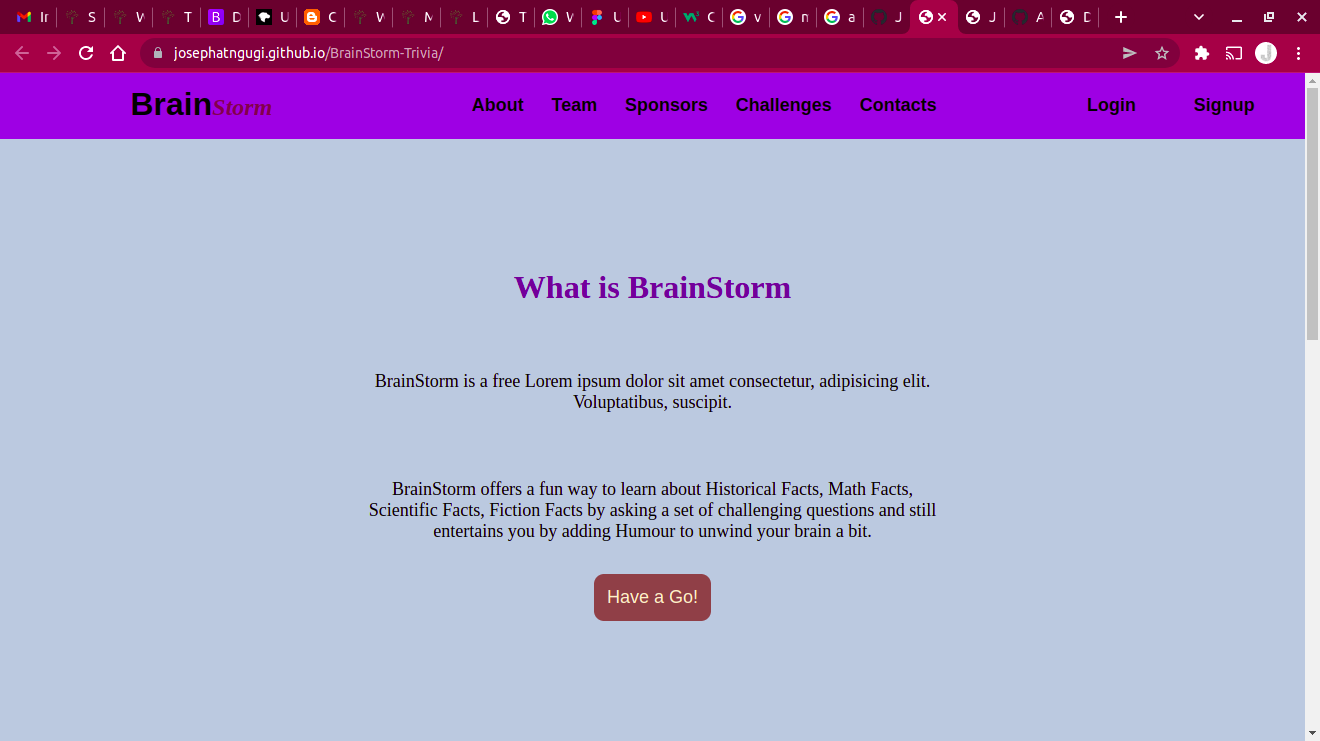 In S W T B D U C W M L T W U U C v n a J J A D
josephatngugi.github.io/BrainStorm-Trivia/ J
BrainStorm About Team Sponsors Challenges Contacts Login Signup
What is BrainStorm
BrainStorm is a free Lorem ipsum dolor sit amet consectetur, adipisicing elit.
Voluptatibus, suscipit.
BrainStorm offers a fun way to learn about Historical Facts, Math Facts,
Scientific Facts, Fiction Facts by asking a set of challenging questions and still
entertains you by adding Humour to unwind your brain a bit.
Have a Go!